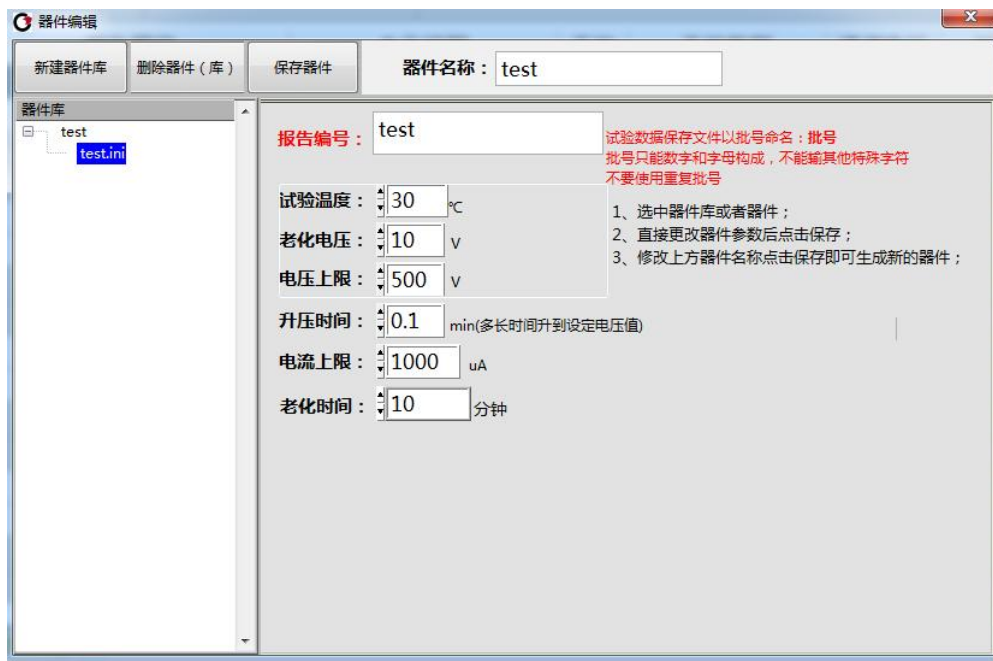 器件编辑
新建器件库 删除器件（库） 保存器件 器件名称： test
器件库
test
test.ini
报告编号： test
试验数据保存文件以批号命名：批号
批号只能数字和字母构成，不能输其他特殊字符
不要使用重复批号
试验温度： 30 ℃
老化电压： 10 V
电压上限： 500 V
1、选中器件库或者器件；
2、直接更改器件参数后点击保存；
3、修改上方器件名称点击保存即可生成新的器件；
升压时间： 0.1 min(多长时间升到设定电压值)
电流上限： 1000 uA
老化时间： 10 分钟